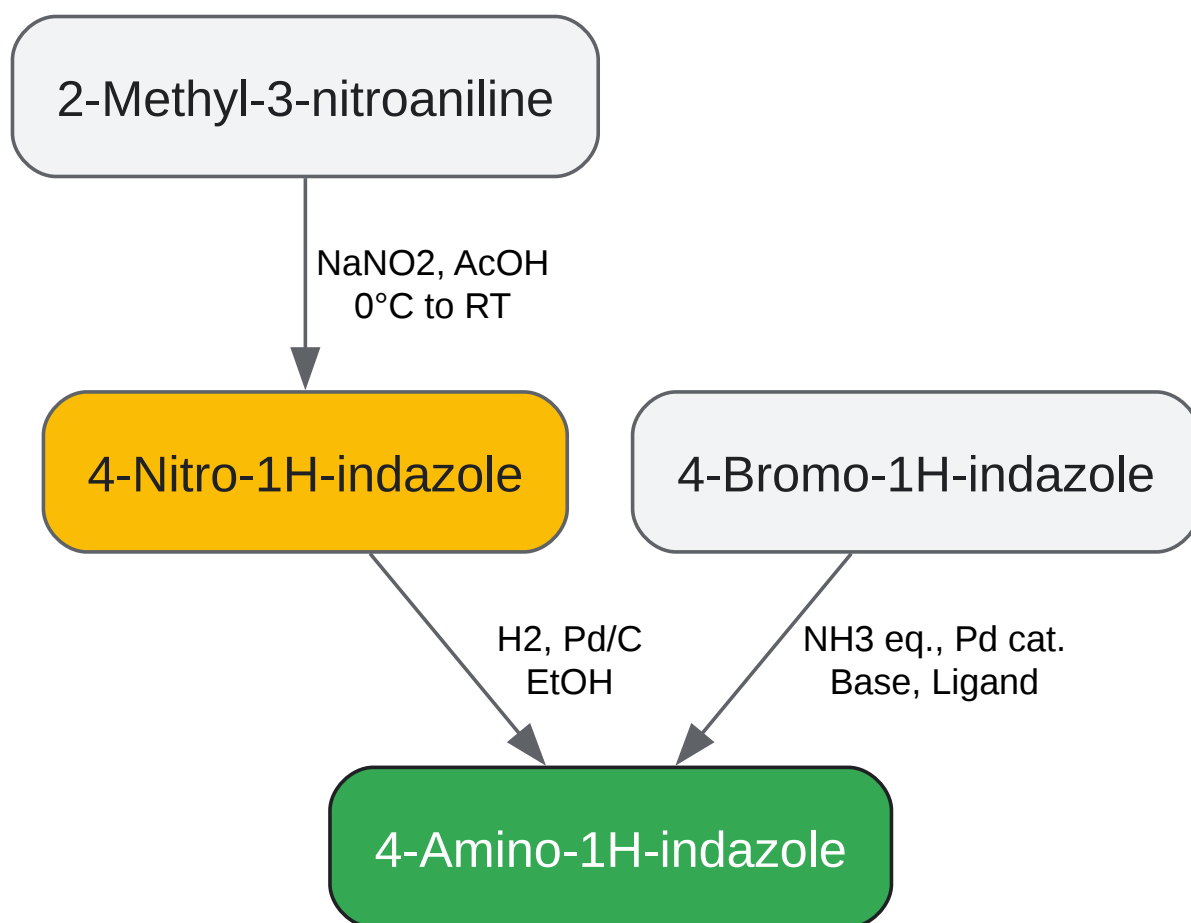 2-Methyl-3-nitroaniline
NaNO2, AcOH
0°C to RT
4-Nitro-1H-indazole
4-Bromo-1H-indazole
H2, Pd/C
EtOH
NH3 eq., Pd cat.
Base, Ligand
4-Amino-1H-indazole